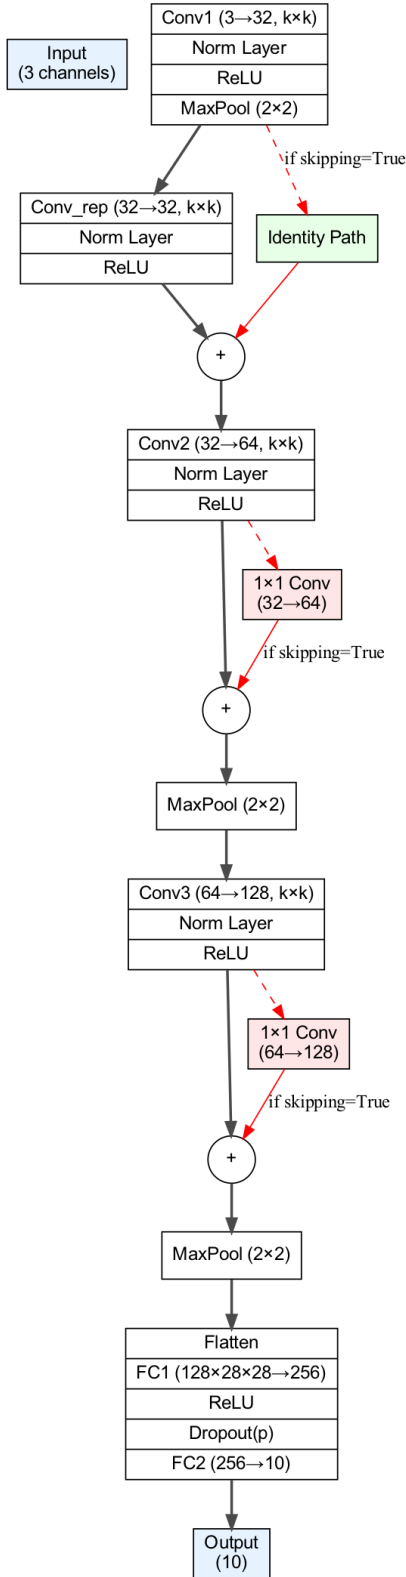 Input
(3 channels)
Conv1 (3→32, k×k)
Norm Layer
ReLU
MaxPool (2×2)
if skipping=True
Conv_rep (32→32, k×k)
Norm Layer
ReLU
Identity Path
+
Conv2 (32→64, k×k)
Norm Layer
ReLU
1×1 Conv
(32→64)
if skipping=True
+
MaxPool (2×2)
Conv3 (64→128, k×k)
Norm Layer
ReLU
1×1 Conv
(64→128)
if skipping=True
+
MaxPool (2×2)
Flatten
FC1 (128×28×28→256)
ReLU
Dropout(p)
FC2 (256→10)
Output
(10)